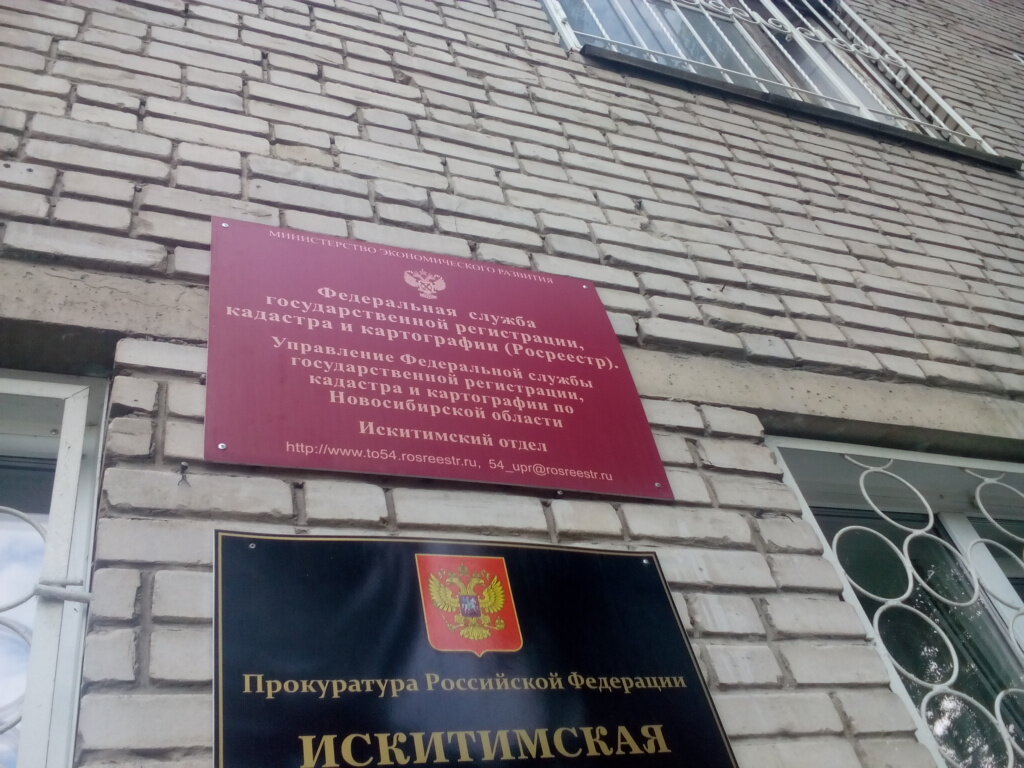 МИНИСТЕРСТВО ЭКОНОМИЧЕСКОГО РАЗВИТИЯ
Федеральная служба
государственной регистрации,
кадастра и картографии (Росреестр).
Управление Федеральной службы
государственной регистрации,
кадастра и картографии по
Новосибирской области
Искитимский отдел
http://www.to54.rosreestr.ru, 54_upr@rosreestr.ru
Прокуратура Российской Федерации
ИСКИТИМСКАЯ